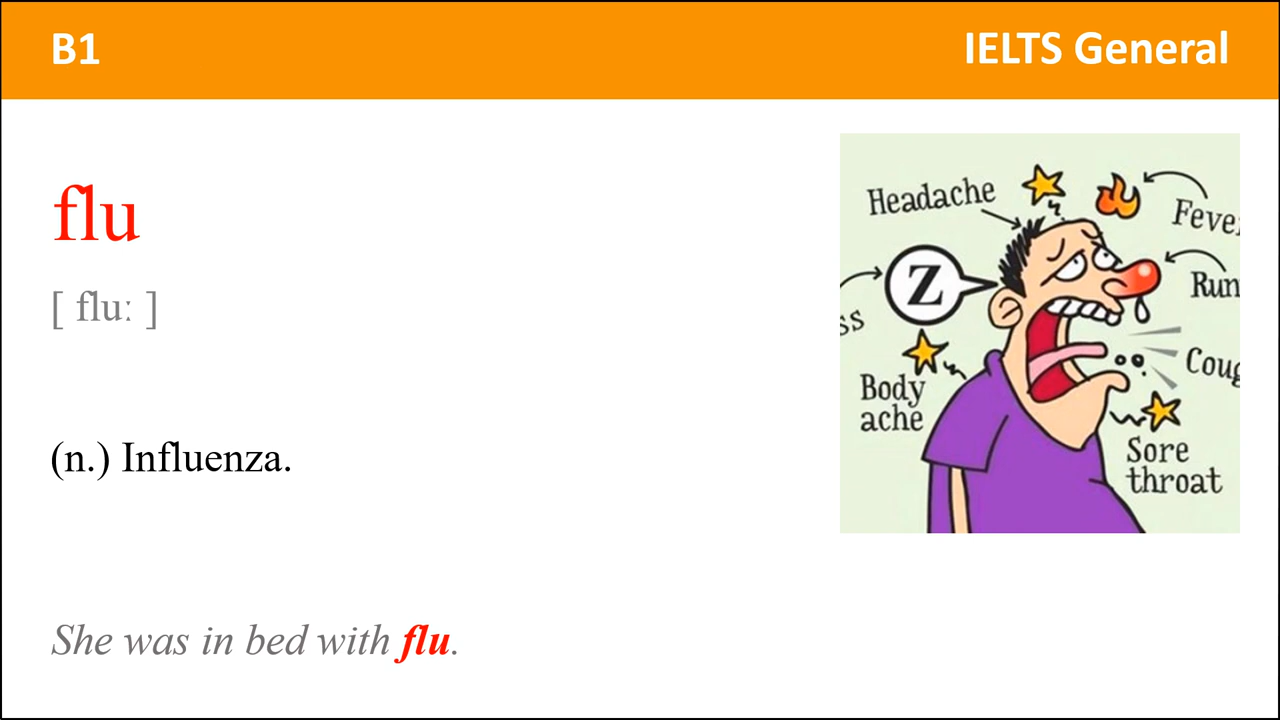 B1
IELTS General
flu
[ fluː ]
(n.) Influenza.
She was in bed with flu.
Headache
Fever
Run
Z
ss
Body
ache
Coug
Sore
throat